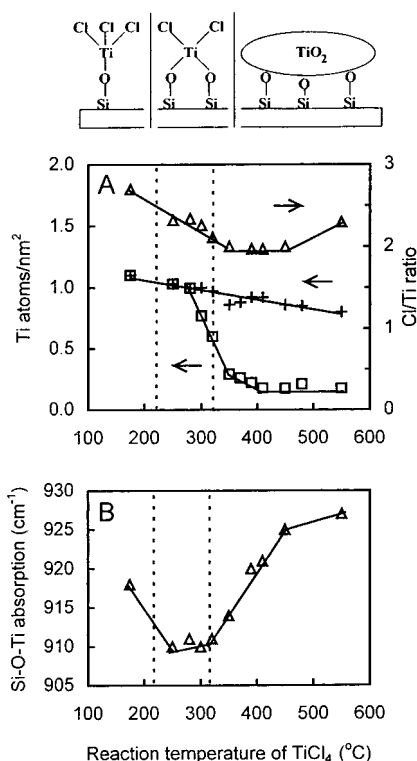 Cl Cl Cl Cl Cl
Ti Ti TiO2
O O O O O O
Si Si Si Si Si Si
A
2.0 3
1.5 2
1.0
0.5 1
0.0 0
Ti atoms/nm²
Cl/Ti ratio
100 200 300 400 500 600
B
930
925
920
915
910
905
Si-O-Ti absorption (cm⁻¹)
100 200 300 400 500 600
Reaction temperature of TiCl4 (°C)